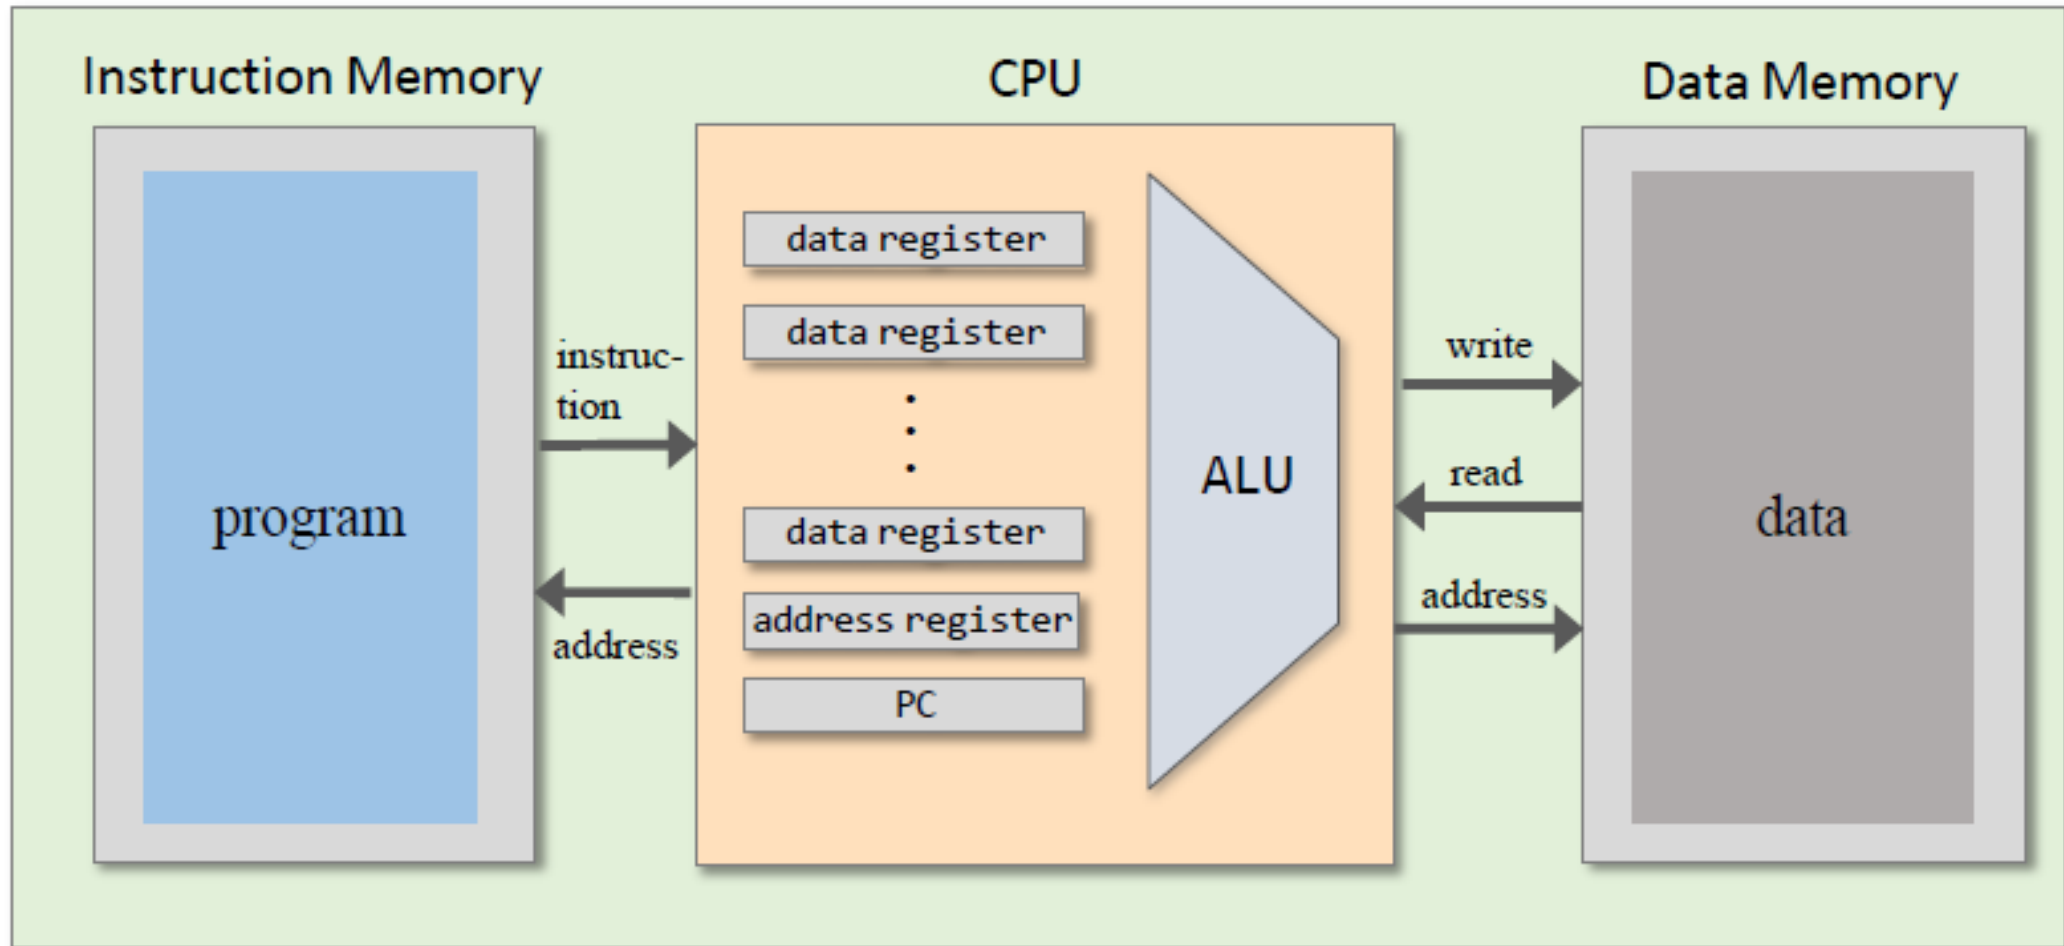 Instruction Memory
CPU
Data Memory
program
instruc-
tion
address
data register
data register
data register
address register
PC
ALU
write
read
address
data